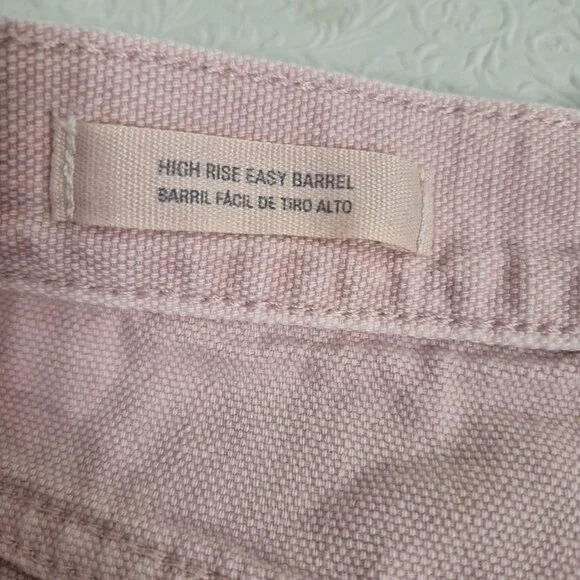 HIGH RISE EASY BARREL
BARRIL FÁCIL DE TIRO ALTO